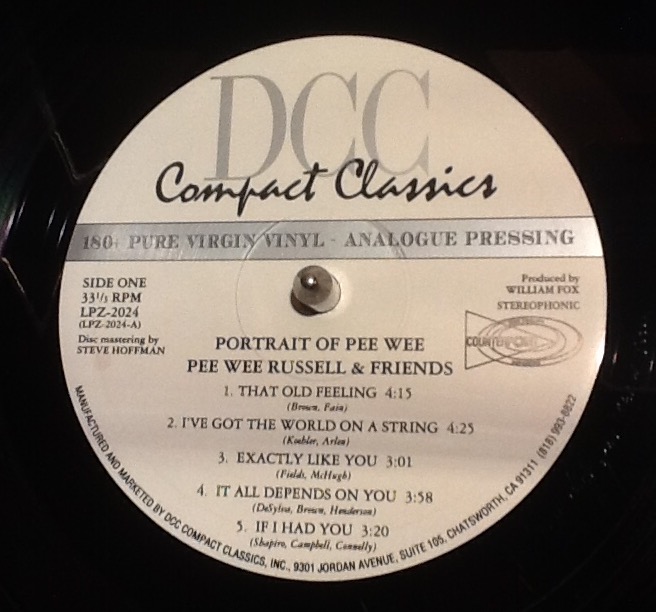 DCC
Compact Classics
180+ PURE VIRGIN VINYL - ANALOGUE PRESSING
SIDE ONE
33⅓ RPM
LPZ-2024
(LPZ-2024-A)
Disc mastering by
STEVE HOFFMAN
Produced by
WILLIAM FOX
STEREOPHONIC
COUNTERPOINT
PORTRAIT OF PEE WEE
PEE WEE RUSSELL & FRIENDS
1. THAT OLD FEELING 4:15
(Brown, Fain)
2. I'VE GOT THE WORLD ON A STRING 4:25
(Koehler, Arlen)
3. EXACTLY LIKE YOU 3:01
(Fields, McHugh)
4. IT ALL DEPENDS ON YOU 3:58
(DeSylva, Brown, Henderson)
5. IF I HAD YOU 3:20
(Shapiro, Campbell, Connelly)
MANUFACTURED AND MARKETED BY DCC COMPACT CLASSICS, INC., 9301 JORDAN AVENUE, SUITE 105, CHATSWORTH, CA 91311 (818) 993-8822